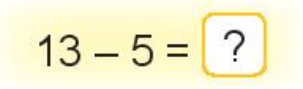 13 – 5 = ?